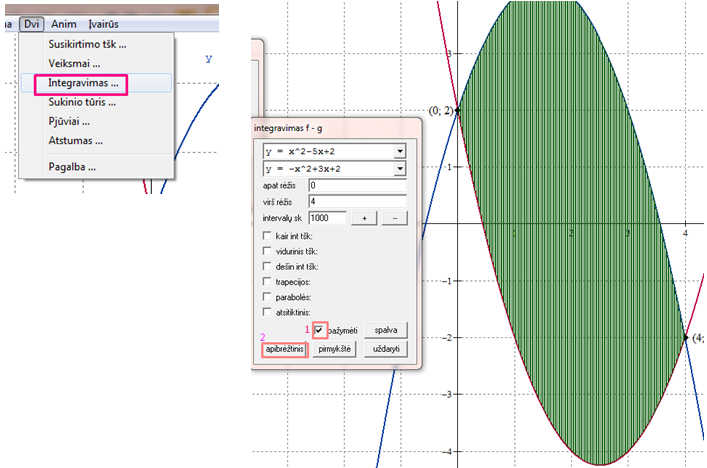 Dvi Anim Įvairūs
Susikirtimo tšk ...
Veiksmai ...
Integravimas ...
Sukinio tūris ...
Pjūviai ...
Atstumas ...
Pagalba ...
y
integravimas f - g
y = x^2-5x+2
y = -x^2+3x+2
apat rėžis 0
virš rėžis 4
intervalų sk 1000 + --
kair int tšk:
vidurinis tšk:
dešin int tšk:
trapecijos:
parabolės:
atsitiktinis:
1 pažymėti spalva
2
apibrėžtinis pirmykštė uždaryti
3
(0; 2)
1
1 2 3 4
−1
−2 (4;
−3
−4